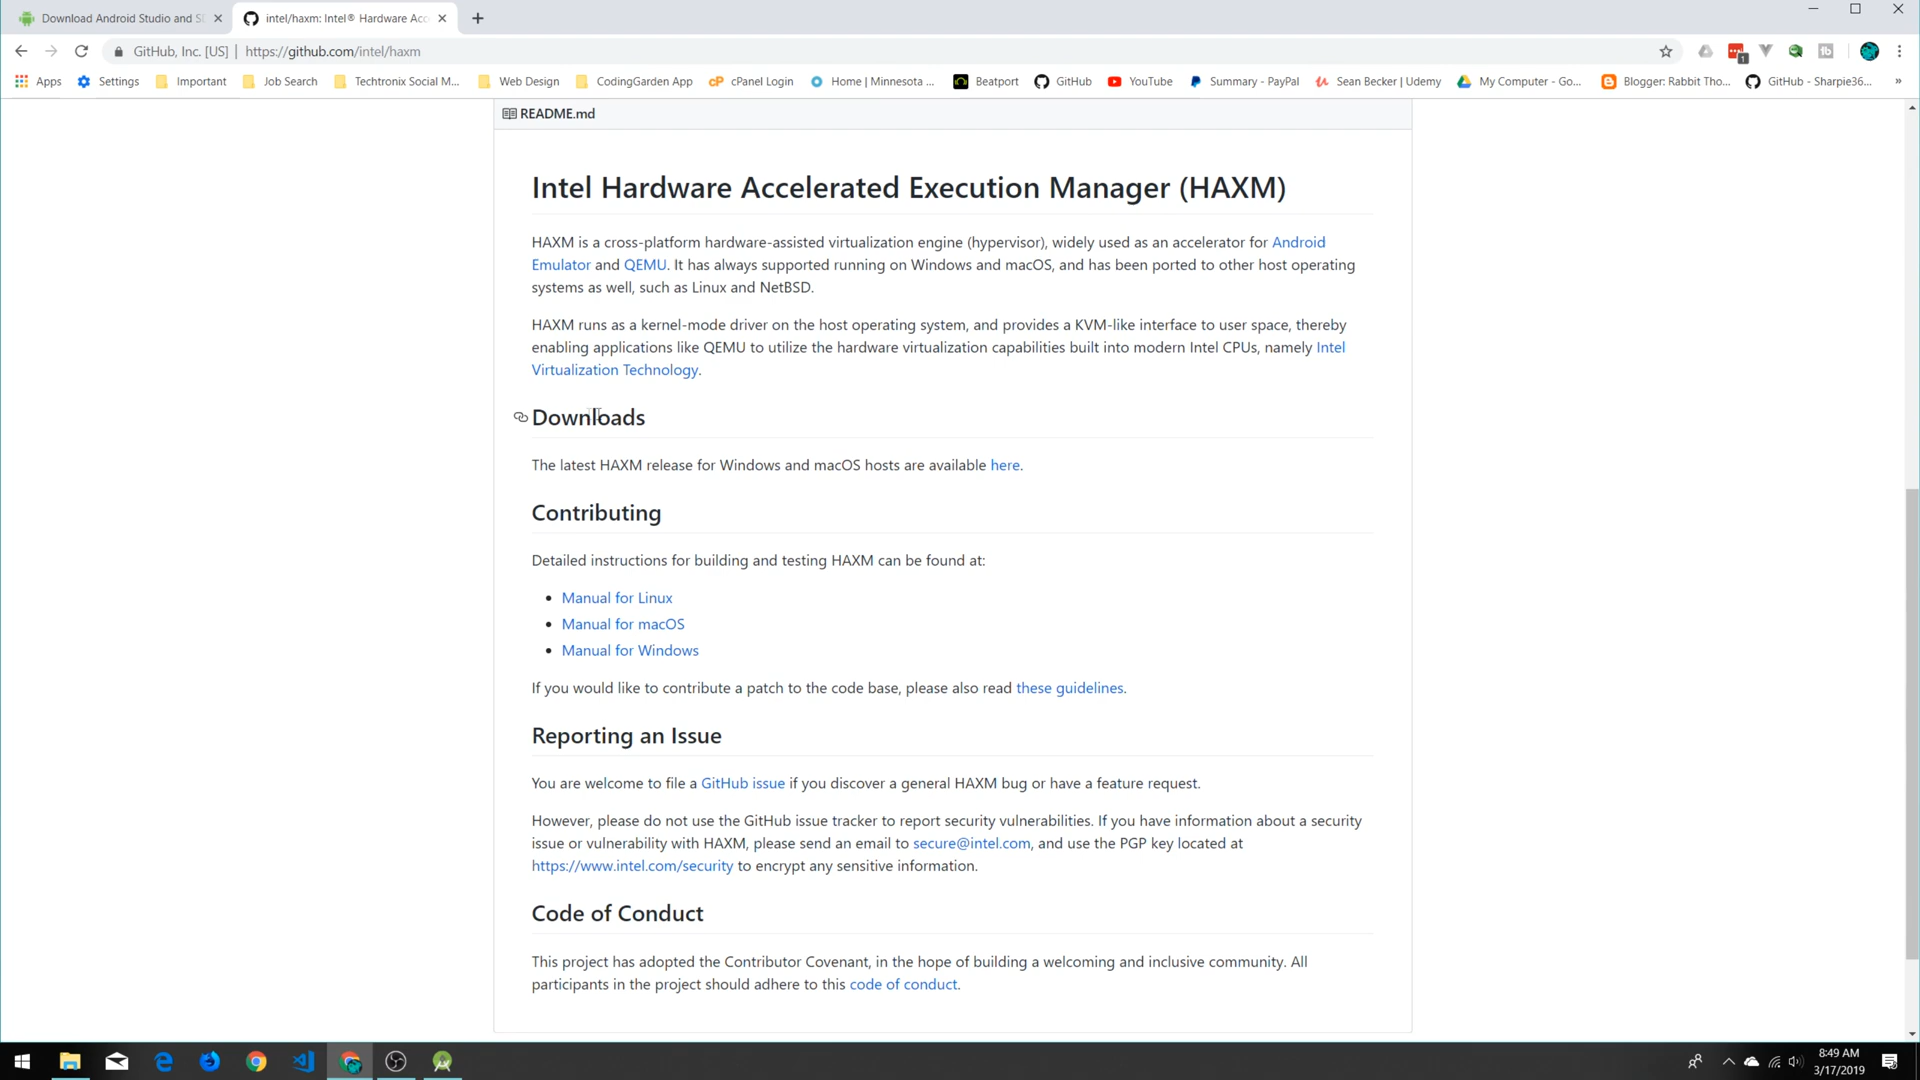 Download Android Studio and S
intel/haxm: Intel® Hardware Acc
GitHub, Inc. [US] | https://github.com/intel/haxm
1
Apps Settings Important Job Search Techtronix Social M... Web Design CodingGarden App cPanel Login Home | Minnesota ... Beatport GitHub YouTube Summary - PayPal Sean Becker | Udemy My Computer - Go... Blogger: Rabbit Tho... GitHub - Sharpie36... »
README.md
Intel Hardware Accelerated Execution Manager (HAXM)
HAXM is a cross-platform hardware-assisted virtualization engine (hypervisor), widely used as an accelerator for Android
Emulator and QEMU. It has always supported running on Windows and macOS, and has been ported to other host operating
systems as well, such as Linux and NetBSD.
HAXM runs as a kernel-mode driver on the host operating system, and provides a KVM-like interface to user space, thereby
enabling applications like QEMU to utilize the hardware virtualization capabilities built into modern Intel CPUs, namely Intel
Virtualization Technology.
Downloads
The latest HAXM release for Windows and macOS hosts are available here.
Contributing
Detailed instructions for building and testing HAXM can be found at:
• Manual for Linux
• Manual for macOS
• Manual for Windows
If you would like to contribute a patch to the code base, please also read these guidelines.
Reporting an Issue
You are welcome to file a GitHub issue if you discover a general HAXM bug or have a feature request.
However, please do not use the GitHub issue tracker to report security vulnerabilities. If you have information about a security
issue or vulnerability with HAXM, please send an email to secure@intel.com, and use the PGP key located at
https://www.intel.com/security to encrypt any sensitive information.
Code of Conduct
This project has adopted the Contributor Covenant, in the hope of building a welcoming and inclusive community. All
participants in the project should adhere to this code of conduct.
8:49 AM
3/17/2019